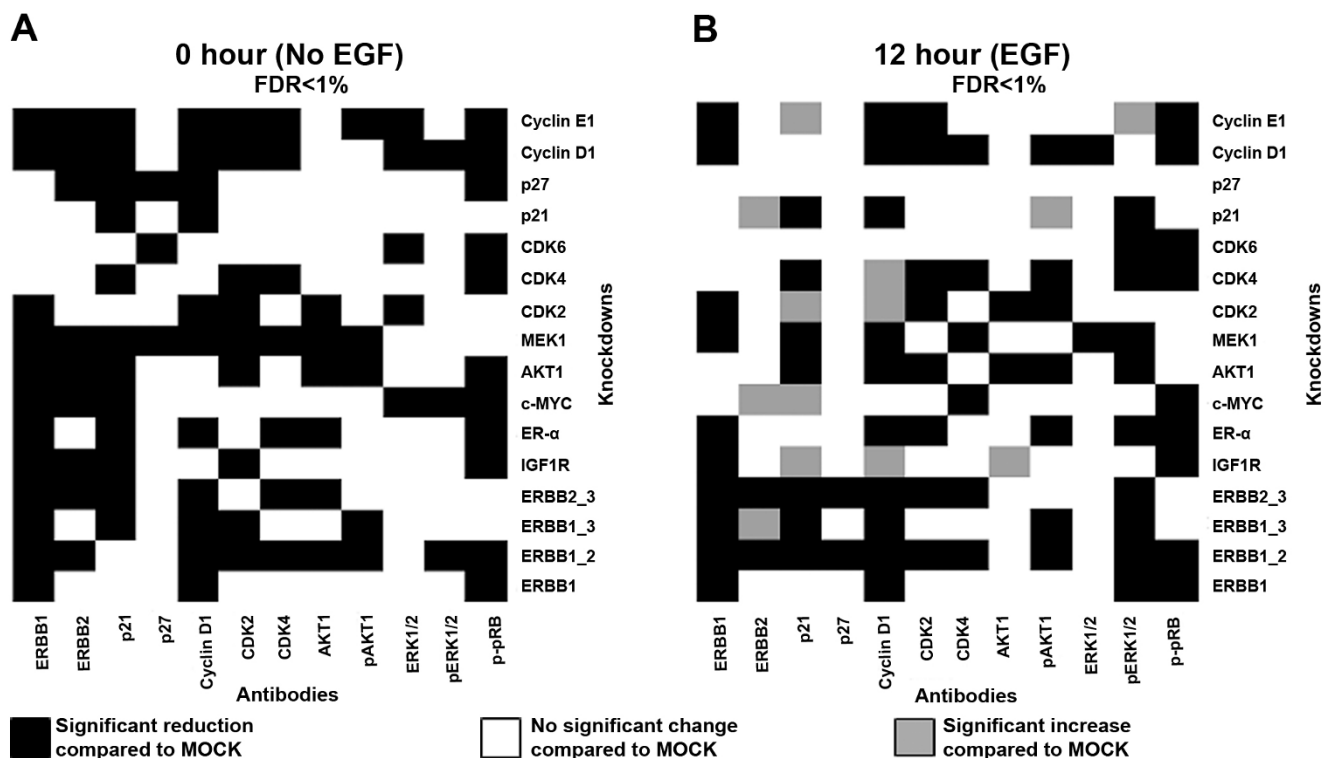 A
0 hour (No EGF)
FDR<1%
Cyclin E1
Cyclin D1
p27
p21
CDK6
CDK4
CDK2
MEK1
AKT1
c-MYC
ER-α
IGF1R
ERBB2_3
ERBB1_3
ERBB1_2
ERBB1
Knockdowns
ERBB1
ERBB2
p21
p27
Cyclin D1
CDK2
CDK4
AKT1
pAKT1
ERK1/2
pERK1/2
p-pRB
Antibodies
B
12 hour (EGF)
FDR<1%
Cyclin E1
Cyclin D1
p27
p21
CDK6
CDK4
CDK2
MEK1
AKT1
c-MYC
ER-α
IGF1R
ERBB2_3
ERBB1_3
ERBB1_2
ERBB1
Knockdowns
ERBB1
ERBB2
p21
p27
Cyclin D1
CDK2
CDK4
AKT1
pAKT1
ERK1/2
pERK1/2
p-pRB
Antibodies
Significant reduction
compared to MOCK
No significant change
compared to MOCK
Significant increase
compared to MOCK